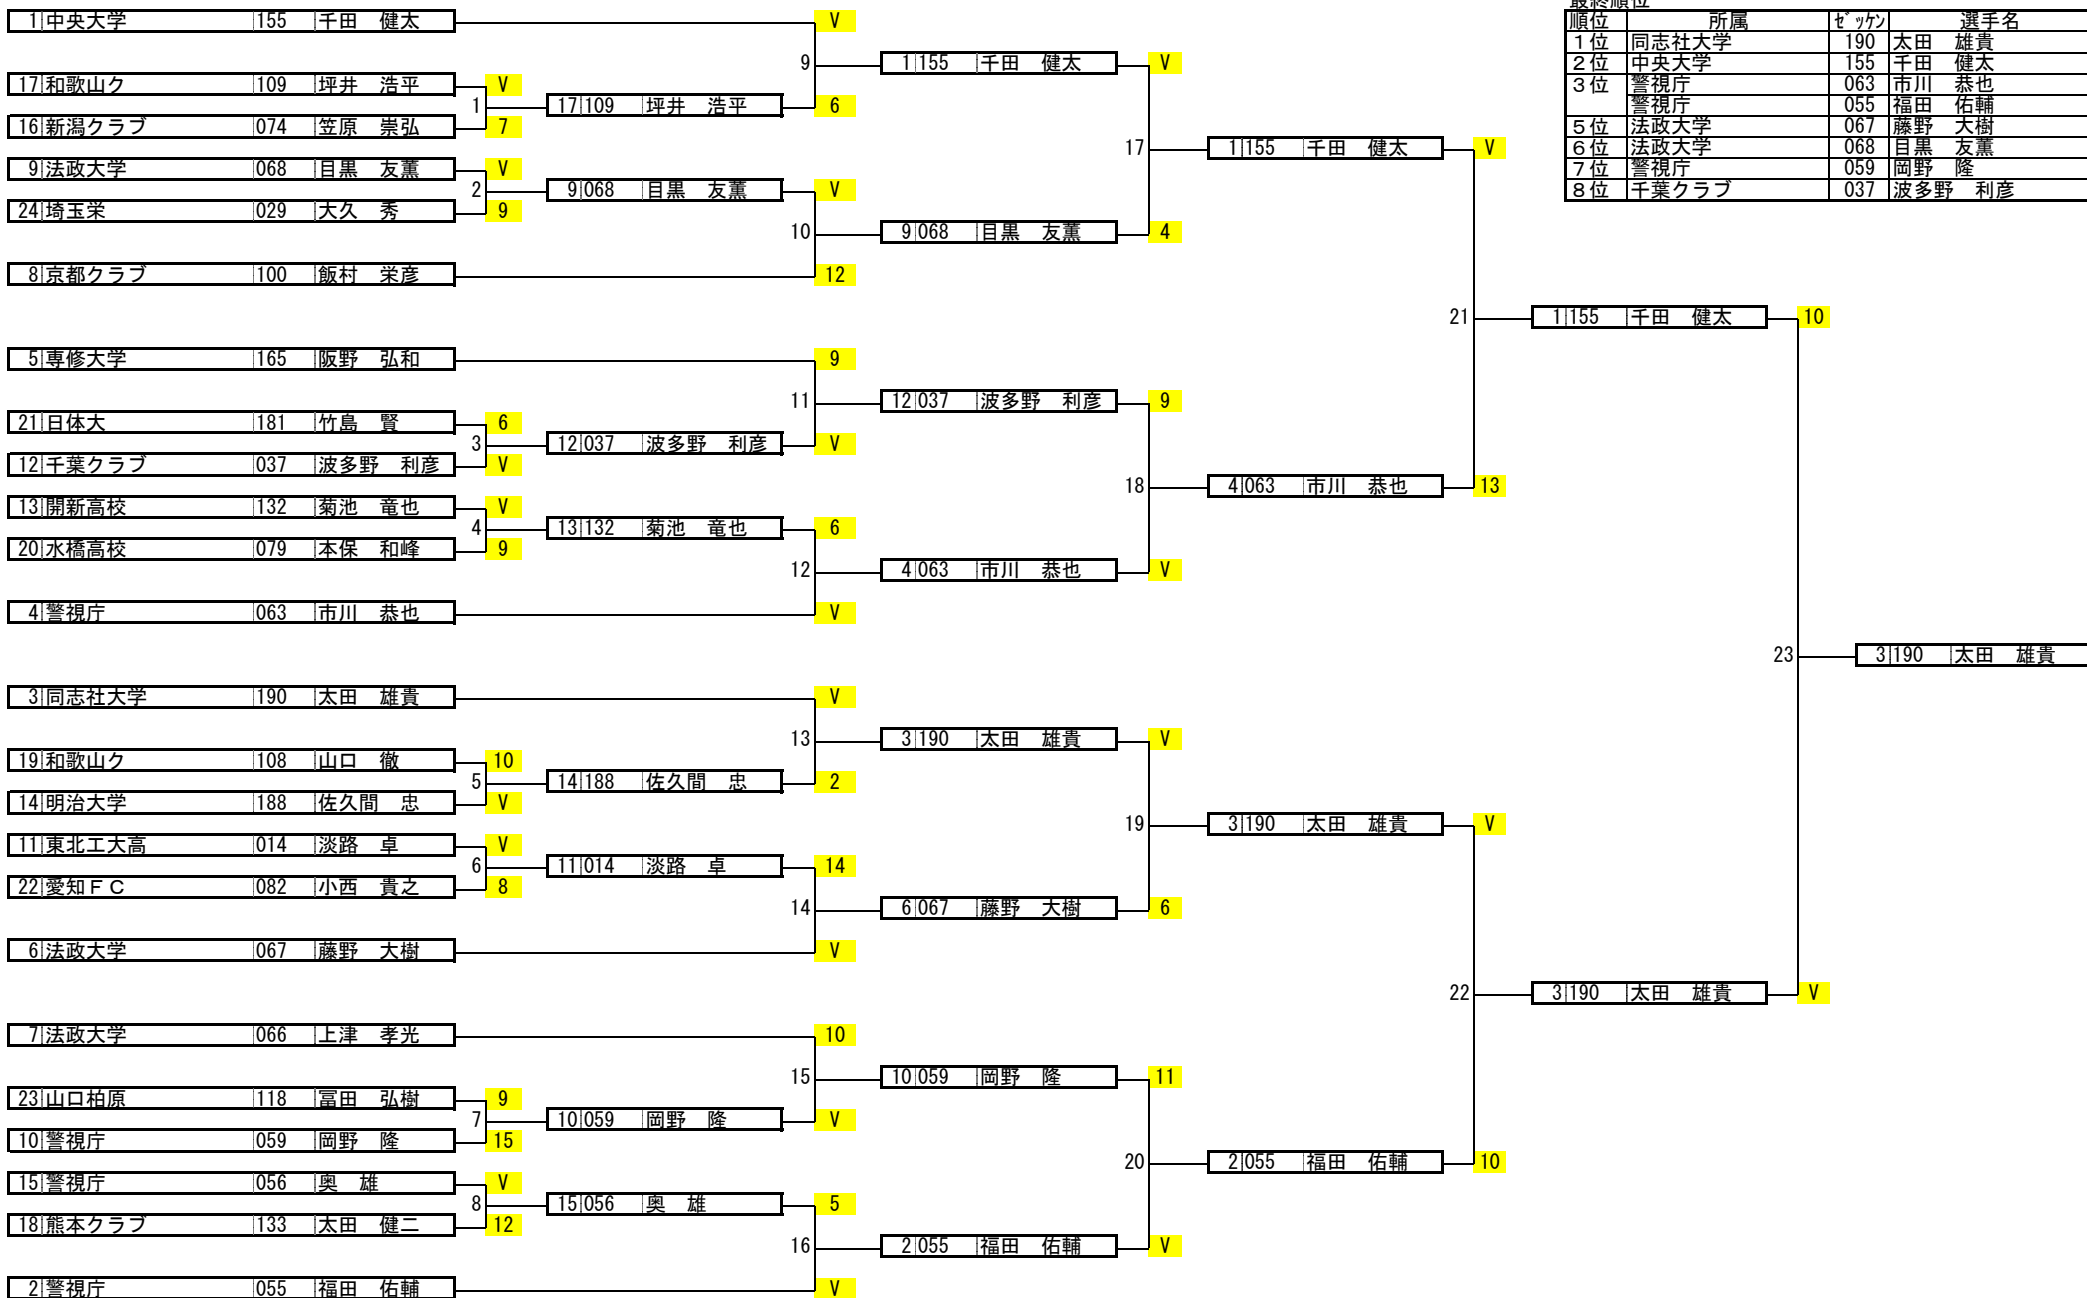 最終順位
順位 所属 ｾﾞｯｹﾝ 選手名
１位 同志社大学 190 太田 雄貴
２位 中央大学 155 千田 健太
３位 警視庁 063 市川 恭也
警視庁 055 福田 佑輔
５位 法政大学 067 藤野 大樹
６位 法政大学 068 目黒 友薫
７位 警視庁 059 岡野 隆
８位 千葉クラブ 037 波多野 利彦
1 中央大学 155 千田 健太 V
9 1 155 千田 健太 V
17 和歌山ク 109 坪井 浩平 V
1 17 109 坪井 浩平 6
16 新潟クラブ 074 笠原 崇弘 7
17 1 155 千田 健太 V
9 法政大学 068 目黒 友薫 V
2 9 068 目黒 友薫 V
24 埼玉栄 029 大久 秀 9
10 9 068 目黒 友薫 4
8 京都クラブ 100 飯村 栄彦 12
21 1 155 千田 健太 10
5 専修大学 165 阪野 弘和 9
11 12 037 波多野 利彦 9
21 日体大 181 竹島 賢 6
3 12 037 波多野 利彦 V
12 千葉クラブ 037 波多野 利彦 V
18 4 063 市川 恭也 13
13 開新高校 132 菊池 竜也 V
4 13 132 菊池 竜也 6
20 水橋高校 079 本保 和峰 9
12 4 063 市川 恭也 V
4 警視庁 063 市川 恭也 V
23 3 190 太田 雄貴
3 同志社大学 190 太田 雄貴 V
13 3 190 太田 雄貴 V
19 和歌山ク 108 山口 徹 10
5 14 188 佐久間 忠 2
14 明治大学 188 佐久間 忠 V
19 3 190 太田 雄貴 V
11 東北工大高 014 淡路 卓 V
6 11 014 淡路 卓 14
22 愛知ＦＣ 082 小西 貴之 8
14 6 067 藤野 大樹 6
6 法政大学 067 藤野 大樹 V
22 3 190 太田 雄貴 V
7 法政大学 066 上津 孝光 10
15 10 059 岡野 隆 11
23 山口柏原 118 冨田 弘樹 9
7 10 059 岡野 隆 V
10 警視庁 059 岡野 隆 15
20 2 055 福田 佑輔 10
15 警視庁 056 奥 雄 V
8 15 056 奥 雄 5
18 熊本クラブ 133 太田 健二 12
16 2 055 福田 佑輔 V
2 警視庁 055 福田 佑輔 V